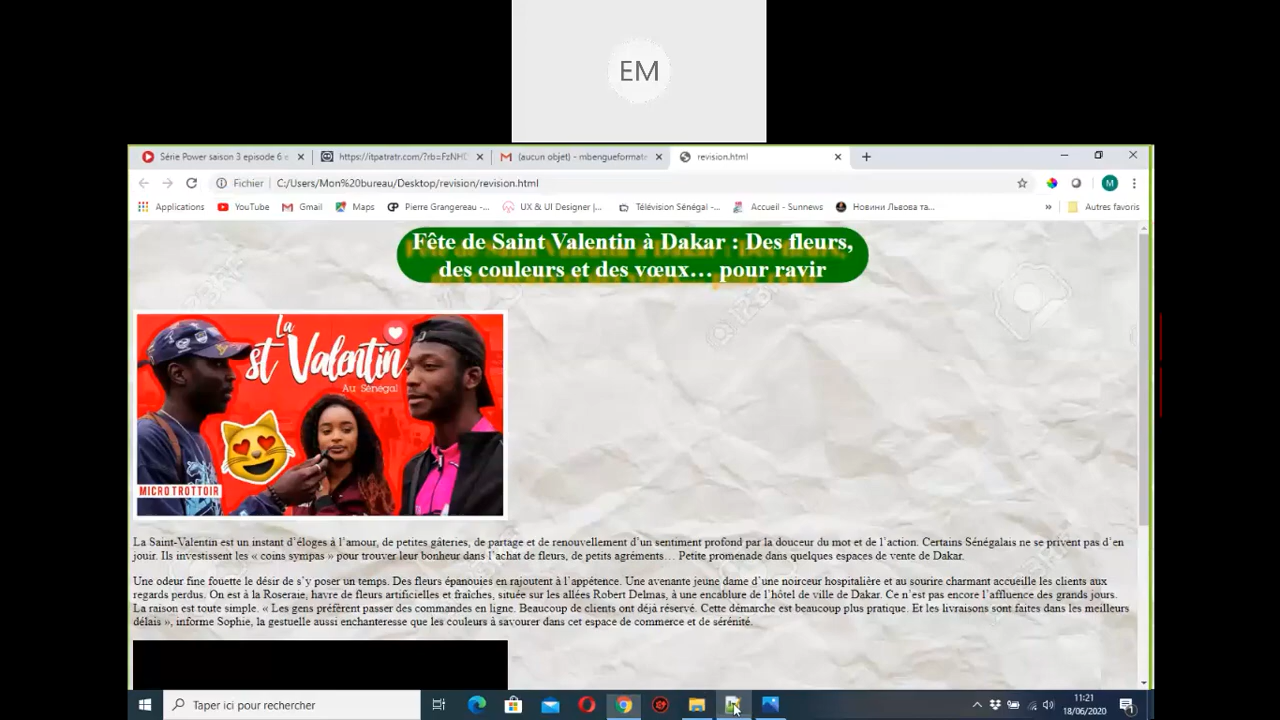 EM
Série Power saison 3 episode 6 e
https://itpatratr.com/?rb=FzNHD
(aucun objet) - mbengueformate
revision.html
Fichier
C:/Users/Mon%20bureau/Desktop/revision/revision.html
M
Applications
YouTube
Gmail
Maps
Pierre Grangereau -...
UX & UI Designer |...
Télévision Sénégal -...
Accueil - Sunnews
Новини Львова та...
»
Autres favoris
Fête de Saint Valentin à Dakar : Des fleurs,
des couleurs et des vœux… pour ravir
123RF
La
st Valentin
Au Sénégal
MICRO TROTTOIR
La Saint-Valentin est un instant d’éloges à l’amour, de petites gâteries, de partage et de renouvellement d’un sentiment profond par la douceur du mot et de l’action. Certains Sénégalais ne se privent pas d’en
jouir. Ils investissent les « coins sympas » pour trouver leur bonheur dans l’achat de fleurs, de petits agréments… Petite promenade dans quelques espaces de vente de Dakar.
Une odeur fine fouette le désir de s’y poser un temps. Des fleurs épanouies en rajoutent à l’appétence. Une avenante jeune dame d’une noirceur hospitalière et au sourire charmant accueille les clients aux
regards perdus. On est à la Roseraie, havre de fleurs artificielles et fraîches, située sur les allées Robert Delmas, à une encablure de l’hôtel de ville de Dakar. Ce n’est pas encore l’affluence des grands jours.
La raison est toute simple. « Les gens préfèrent passer des commandes en ligne. Beaucoup de clients ont déjà réservé. Cette démarche est beaucoup plus pratique. Et les livraisons sont faites dans les meilleurs
délais », informe Sophie, la gestuelle aussi enchanteresse que les couleurs à savourer dans cet espace de commerce et de sérénité.
Taper ici pour rechercher
11:21
18/06/2020